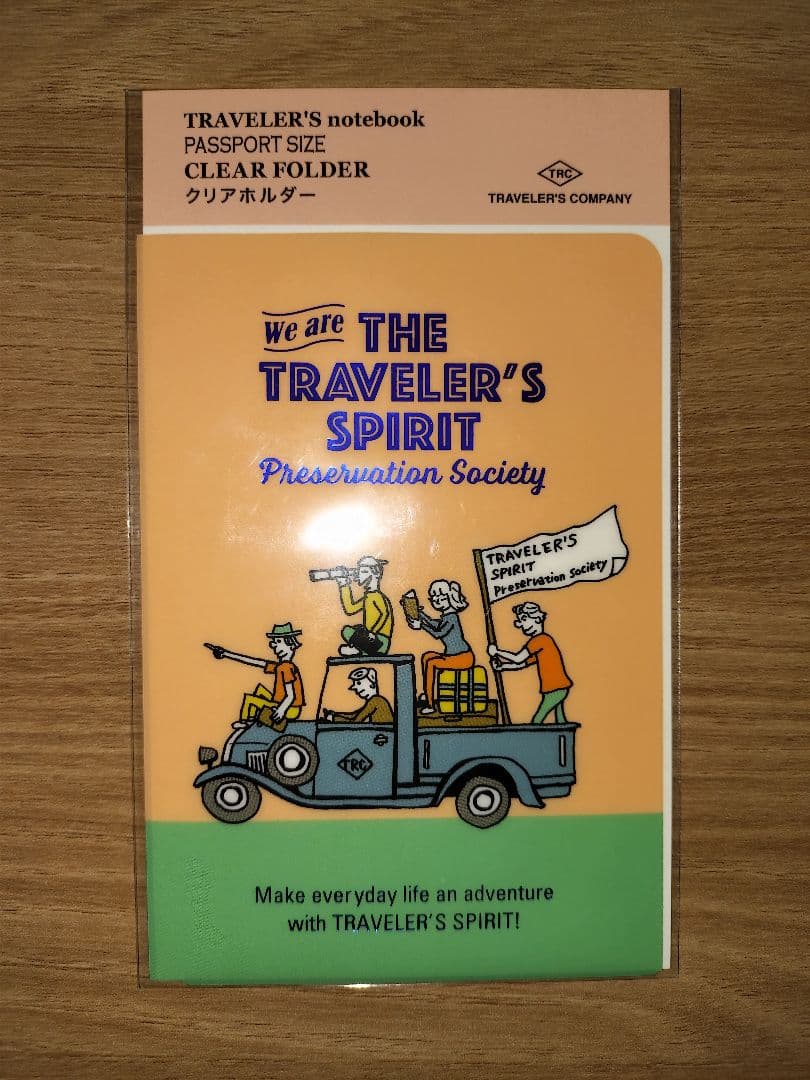 TRAVELER'S notebook
PASSPORT SIZE
CLEAR FOLDER
クリアホルダー
TRC
TRAVELER'S COMPANY
We are THE
TRAVELER'S
SPIRIT
Preservation Society
TRAVELER'S
SPIRIT
Preservation Society
TRC
Make everyday life an adventure
with TRAVELER'S SPIRIT!